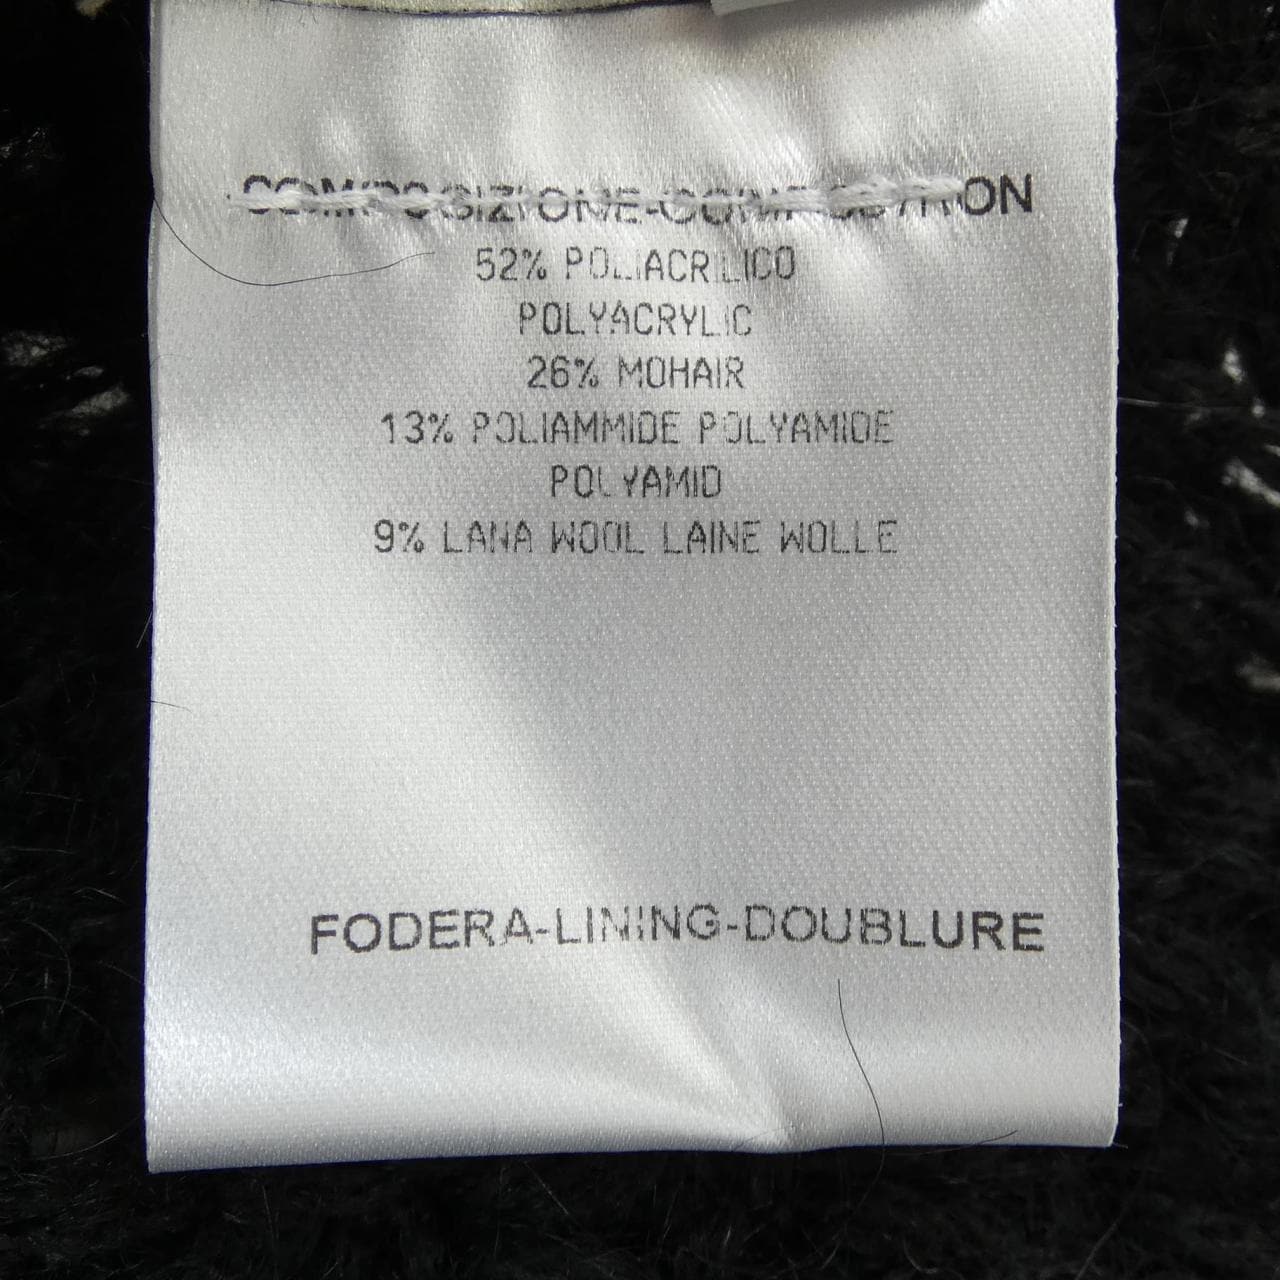 COMPOSIZIONE-COMPOSITION
52% POLIACRILICO
POLYACRYLIC
26% MOHAIR
13% POLIAMMIDE POLYAMIDE
POLYAMID
9% LANA WOOL LAINE WOLLE
FODERA-LINING-DOUBLURE